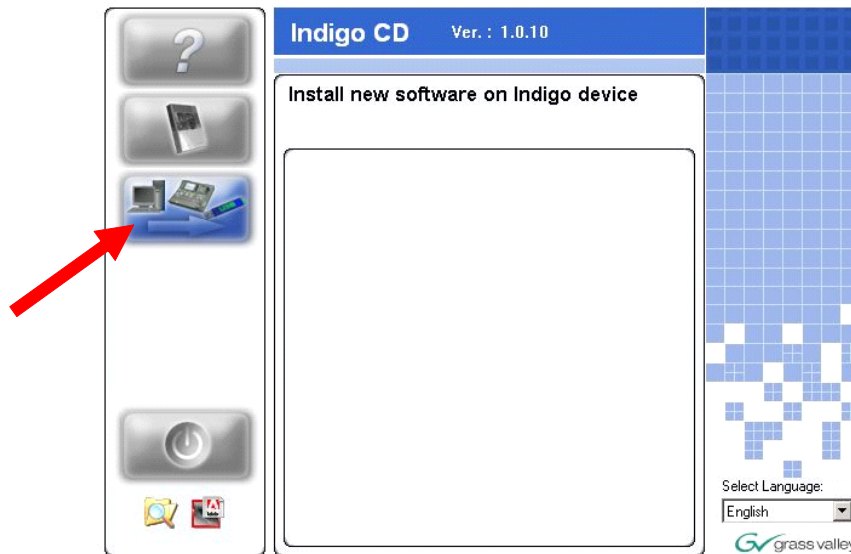 Indigo CD Ver. : 1.0.10
Install new software on Indigo device
?
Select Language:
English
grass valley